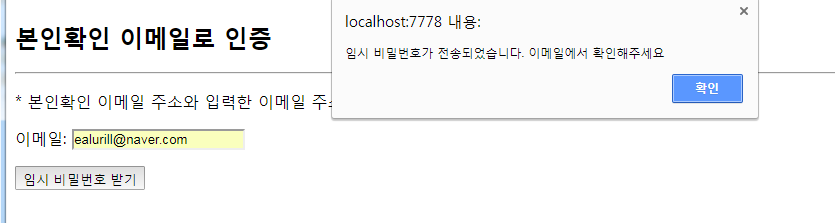 본인확인 이메일로 인증
localhost:7778 내용:
임시 비밀번호가 전송되었습니다. 이메일에서 확인해주세요
확인
* 본인확인 이메일 주소와 입력한 이메일
이메일: ealurill@naver.com
임시 비밀번호 받기